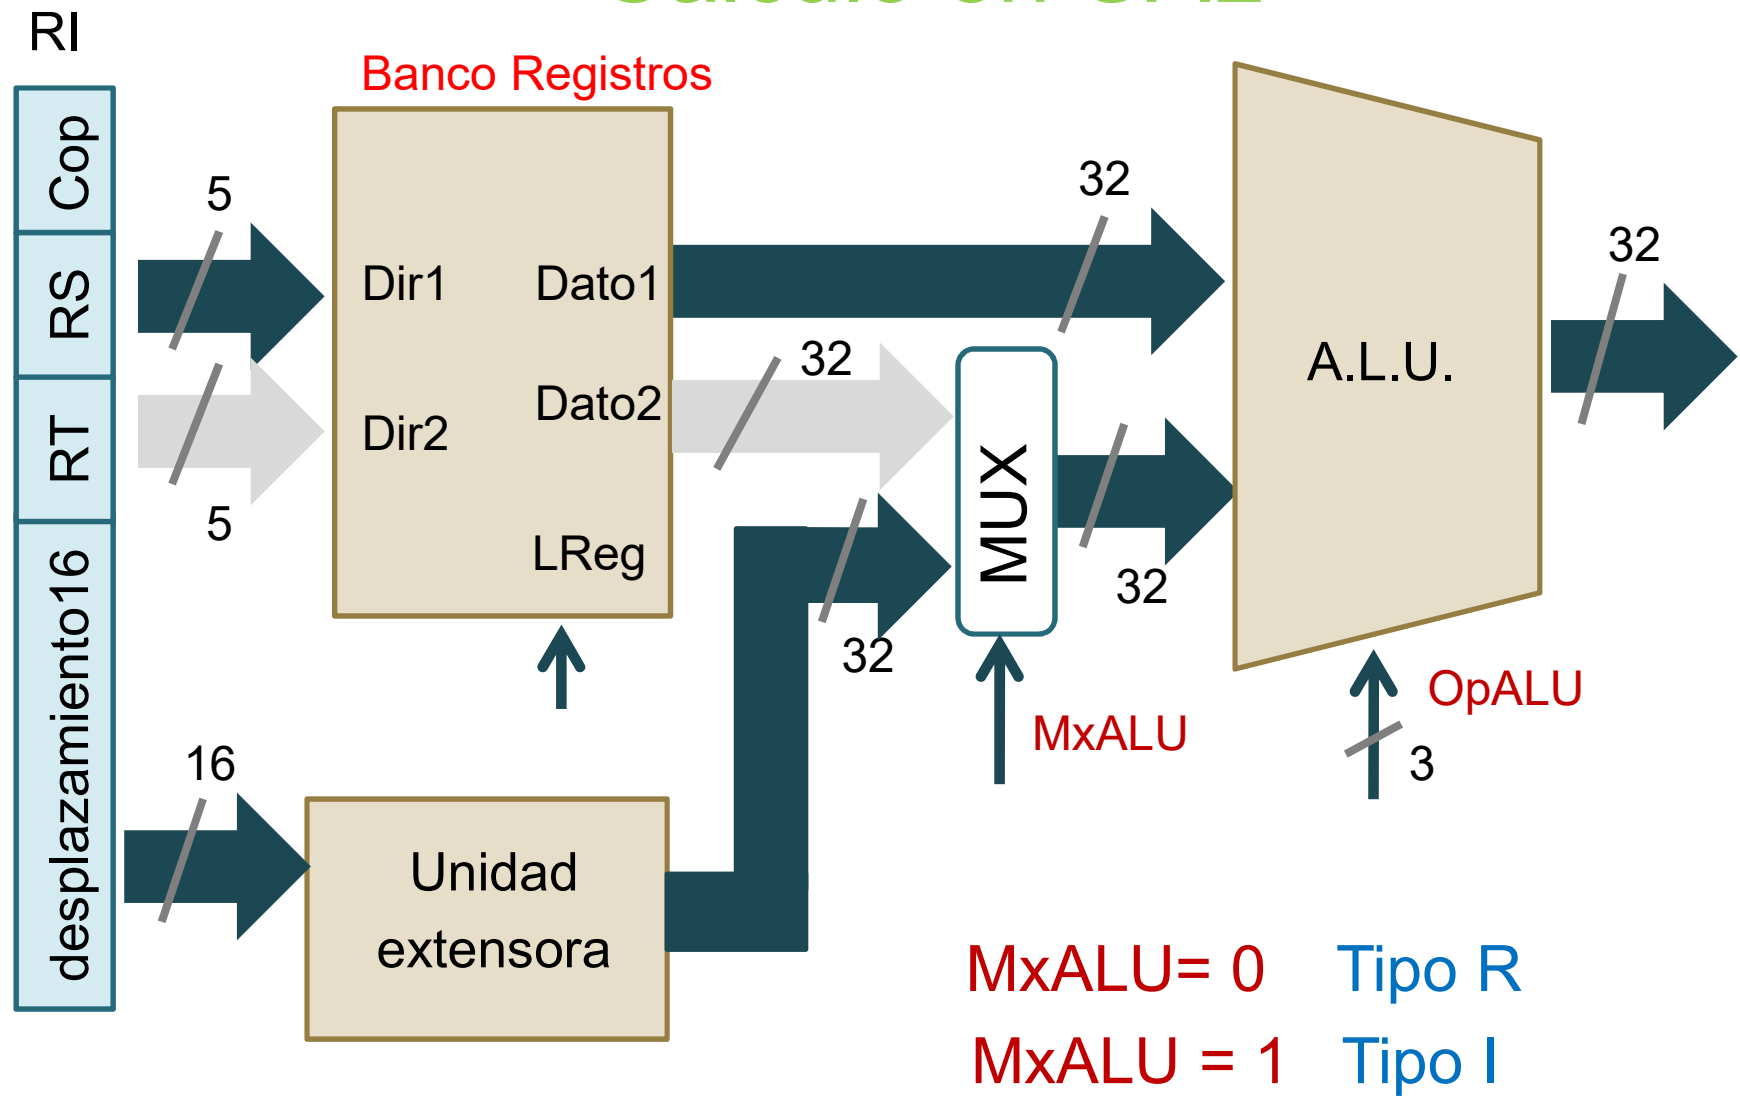 RI
Banco Registros
Cop
RS
RT
desplazamiento16
5
5
Dir1
Dir2
Dato1
Dato2
LReg
32
32
32
MUX
32
MxALU
A.L.U.
32
OpALU
3
16
Unidad
extensora
MxALU= 0 Tipo R
MxALU = 1 Tipo I